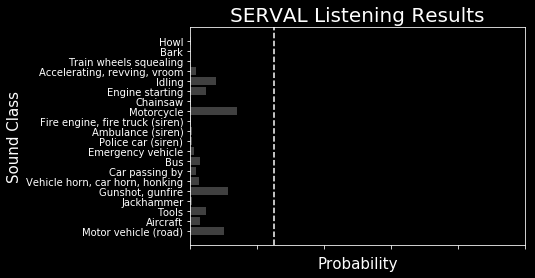 SERVAL Listening Results
Sound Class
Howl
Bark
Train wheels squealing
Accelerating, revving, vroom
Idling
Engine starting
Chainsaw
Motorcycle
Fire engine, fire truck (siren)
Ambulance (siren)
Police car (siren)
Emergency vehicle
Bus
Car passing by
Vehicle horn, car horn, honking
Gunshot, gunfire
Jackhammer
Tools
Aircraft
Motor vehicle (road)
Probability